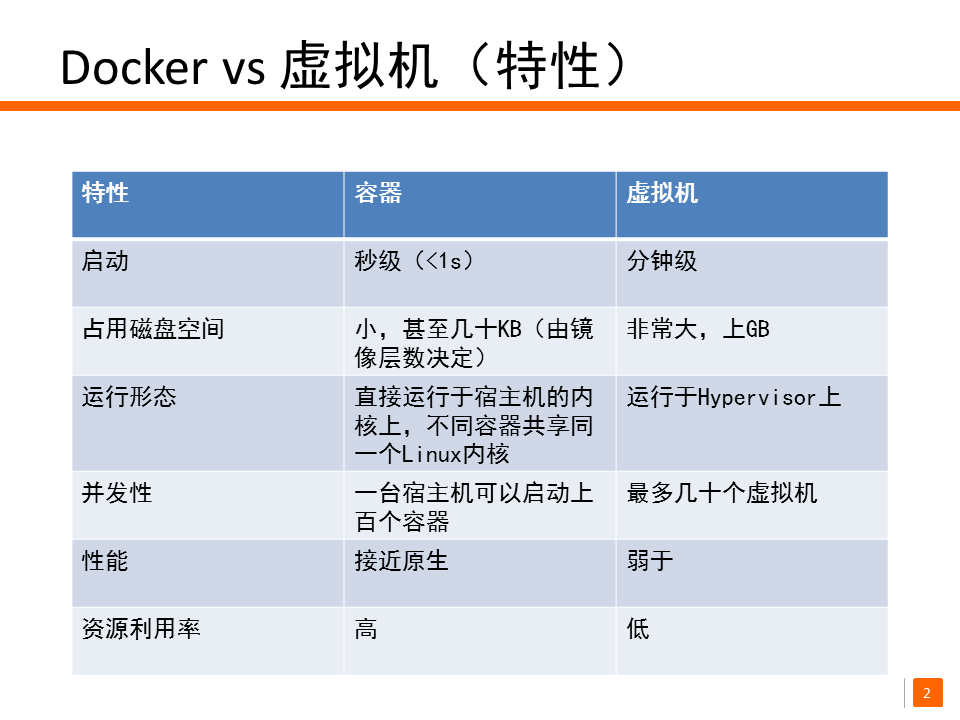 Docker vs 虚拟机（特性）
特性 容器 虚拟机
启动 秒级（<1s） 分钟级
占用磁盘空间 小，甚至几十KB（由镜 非常大，上GB
像层数决定）
运行形态 直接运行于宿主机的内 运行于Hypervisor上
核上，不同容器共享同
一个Linux内核
并发性 一台宿主机可以启动上 最多几十个虚拟机
百个容器
性能 接近原生 弱于
资源利用率 高 低
2